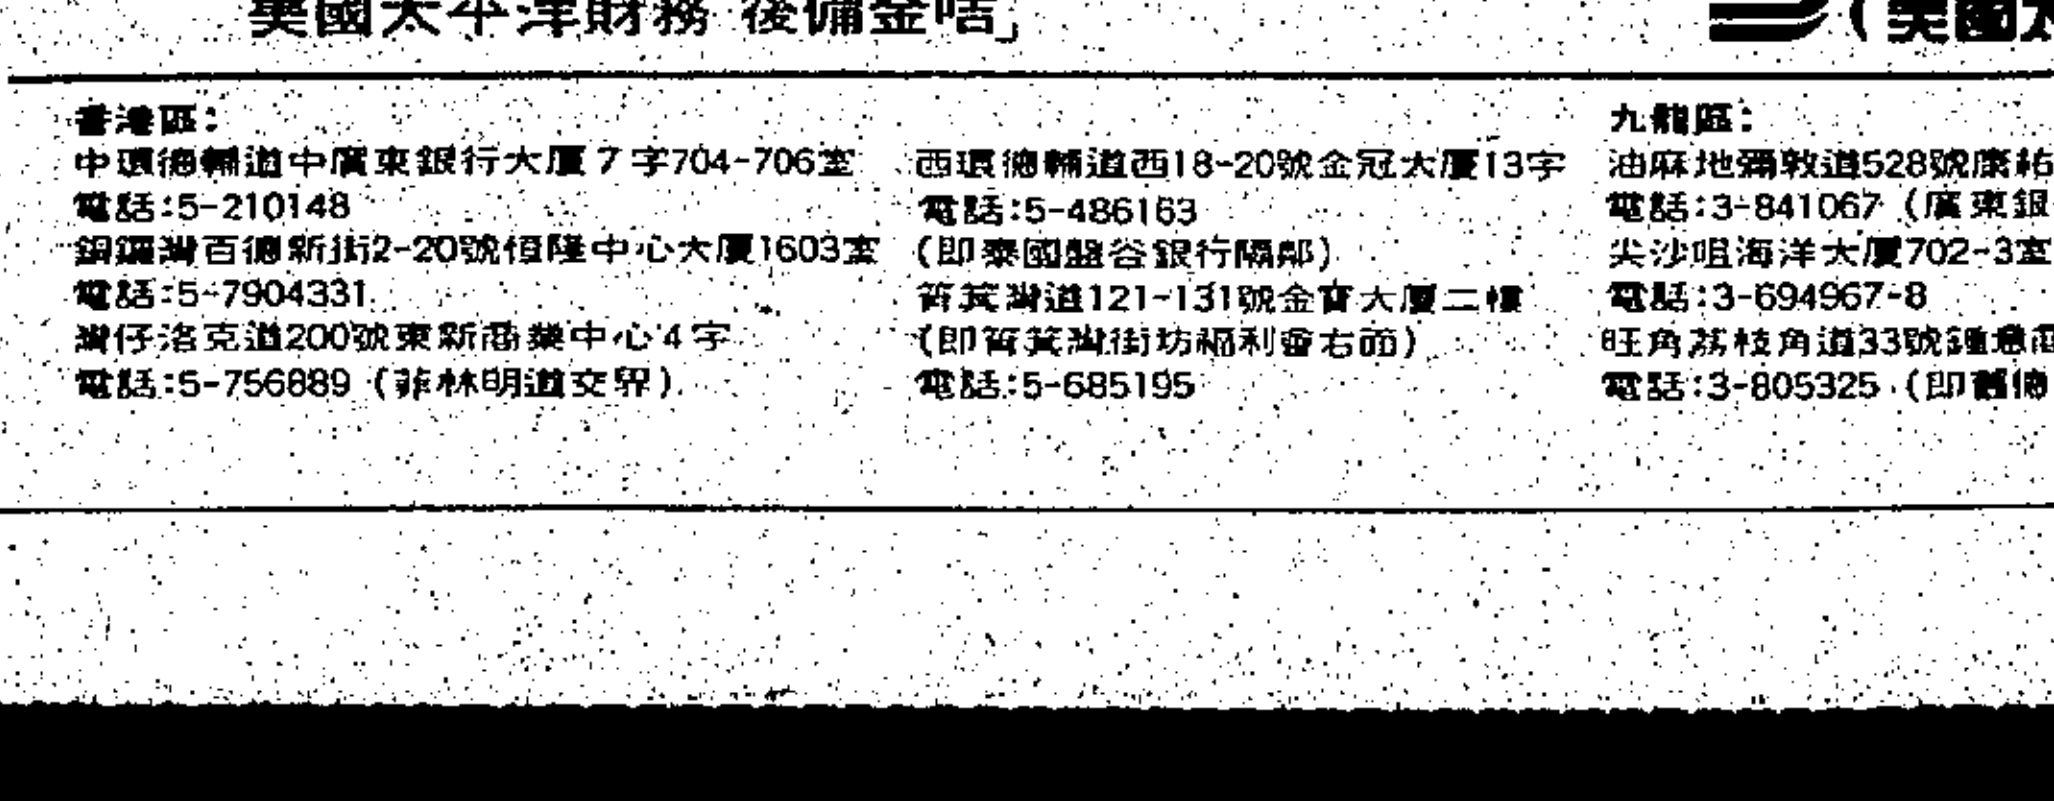 美國太平洋財務 後備金咭」
(美國太
香港區：
中環德輔道中廣東銀行大廈7字704-706室
電話:5-210148
銅鑼灣百德新街2-20號恒隆中心大廈1603室
電話:5-7904331
灣仔洛克道200號東新商業中心4字
電話:5-756889（菲林明道交界）
西環德輔道西18-20號金冠大廈13字
電話:5-486163
(即泰國盤谷銀行隔鄰)
筲箕灣道121-131號金寶大廈二樓
(即筲箕灣街坊福利會右面)
電話:5-685195
九龍區：
油麻地彌敦道528號康祐
電話:3-841067（廣東銀
尖沙咀海洋大廈702-3室
電話:3-694967-8
旺角荔枝角道33號鍾意商
電話:3-805325（即舊德